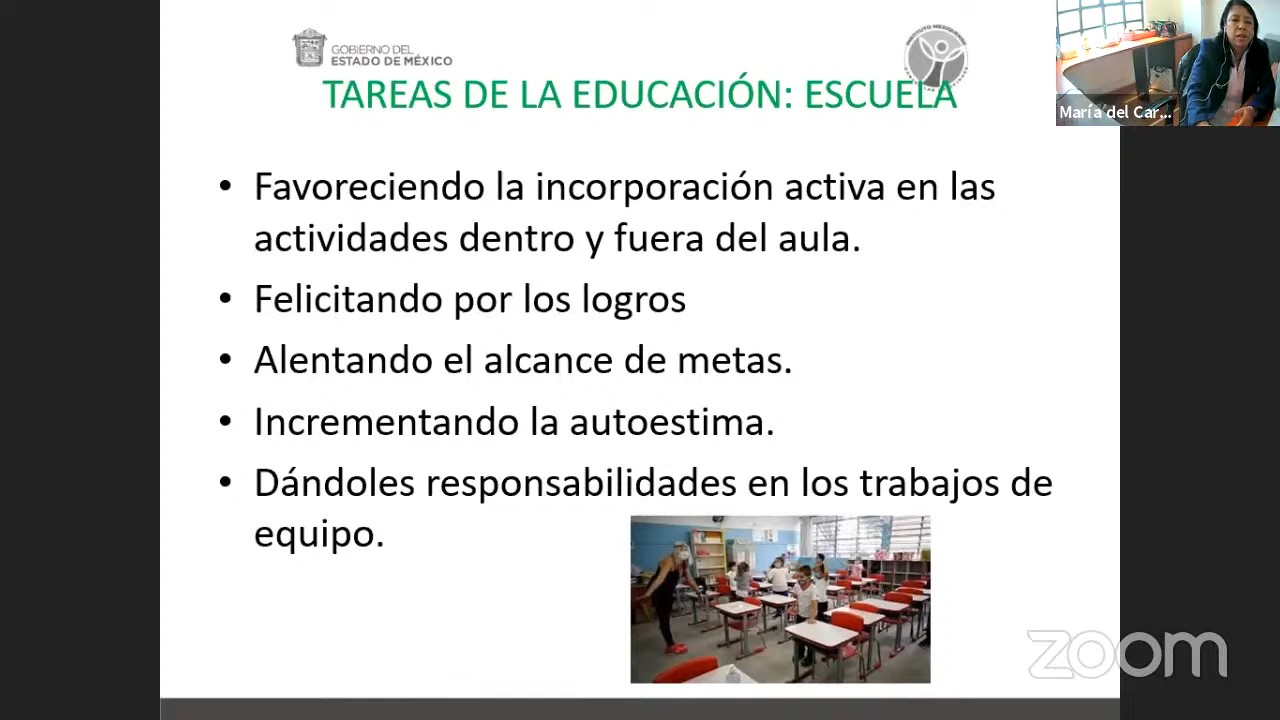 GOBIERNO DEL
ESTADO DE MÉXICO
TAREAS DE LA EDUCACIÓN: ESCUELA
María del Car...
• Favoreciendo la incorporación activa en las
actividades dentro y fuera del aula.
• Felicitando por los logros
• Alentando el alcance de metas.
• Incrementando la autoestima.
• Dándoles responsabilidades en los trabajos de
equipo.
zoom